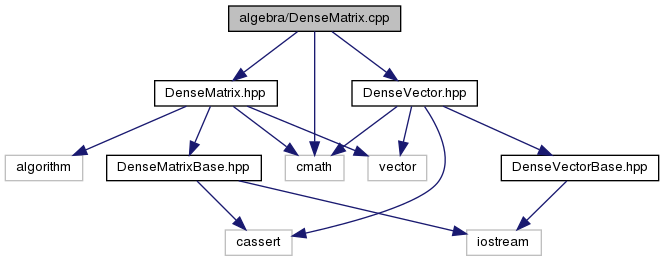 algebra/DenseMatrix.cpp
DenseMatrix.hpp
DenseVector.hpp
algorithm
DenseMatrixBase.hpp
cmath
vector
DenseVectorBase.hpp
cassert
iostream